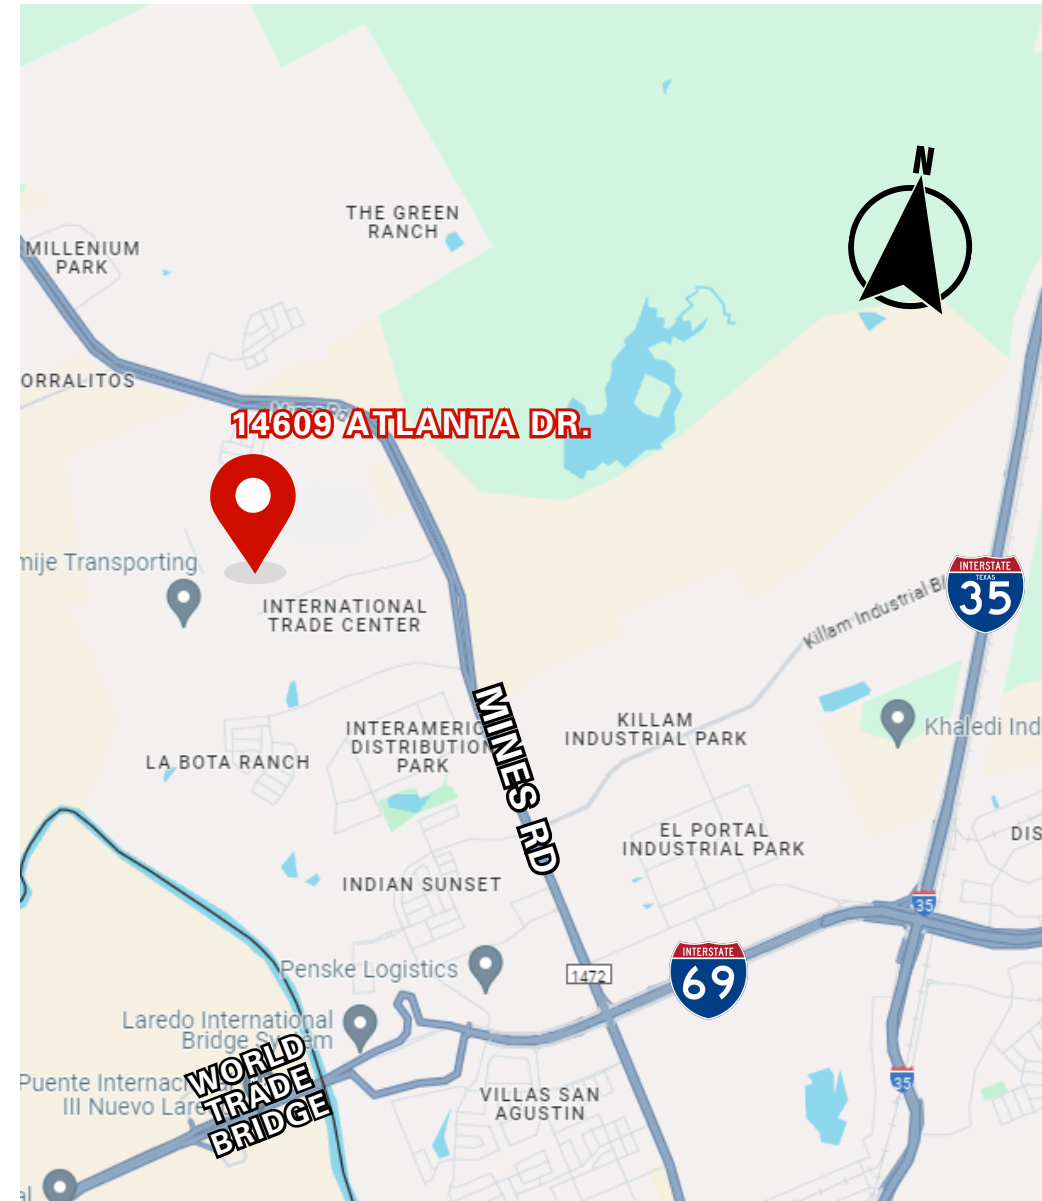 N
THE GREEN
RANCH
MILLENIUM
PARK
ORRALITOS
14609 ATLANTA DR.
mije Transporting
INTERNATIONAL
TRADE CENTER
Killam Industrial Bl
INTERSTATE
TEXAS
35
MINES RD
INTERAMERIC
DISTRIBUTION
PARK
KILLAM
INDUSTRIAL PARK
Khaledi Ind
LA BOTA RANCH
EL PORTAL
INDUSTRIAL PARK
DIS
INDIAN SUNSET
35
Penske Logistics
1472
INTERSTATE
69
Laredo International
Bridge System
WORLD
TRADE
BRIDGE
Puente Internaci
III Nuevo Lare
35
VILLAS SAN
AGUSTIN
al